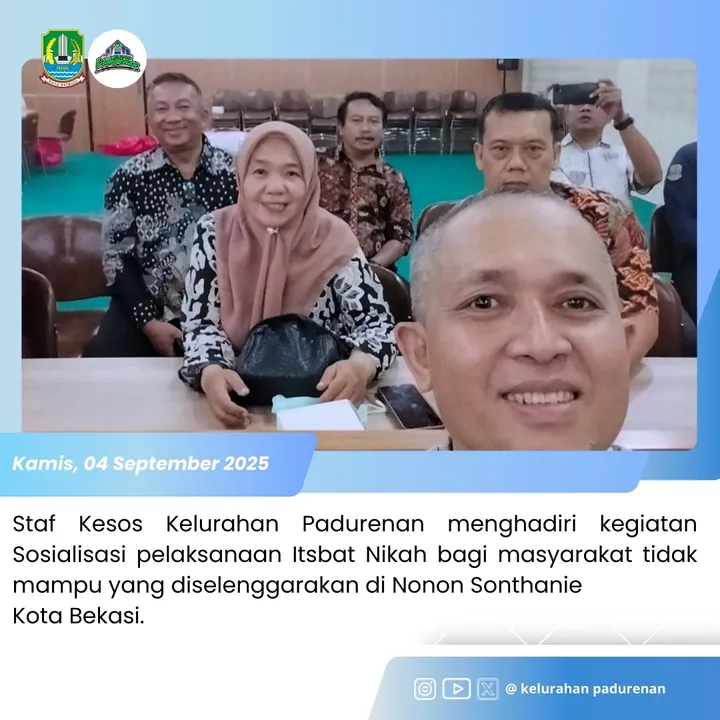 Kamis, 04 September 2025
Staf Kesos Kelurahan Padurenan menghadiri kegiatan
Sosialisasi pelaksanaan Itsbat Nikah bagi masyarakat tidak
mampu yang diselenggarakan di Nonon Sonthanie
Kota Bekasi.
@ kelurahan padurenan